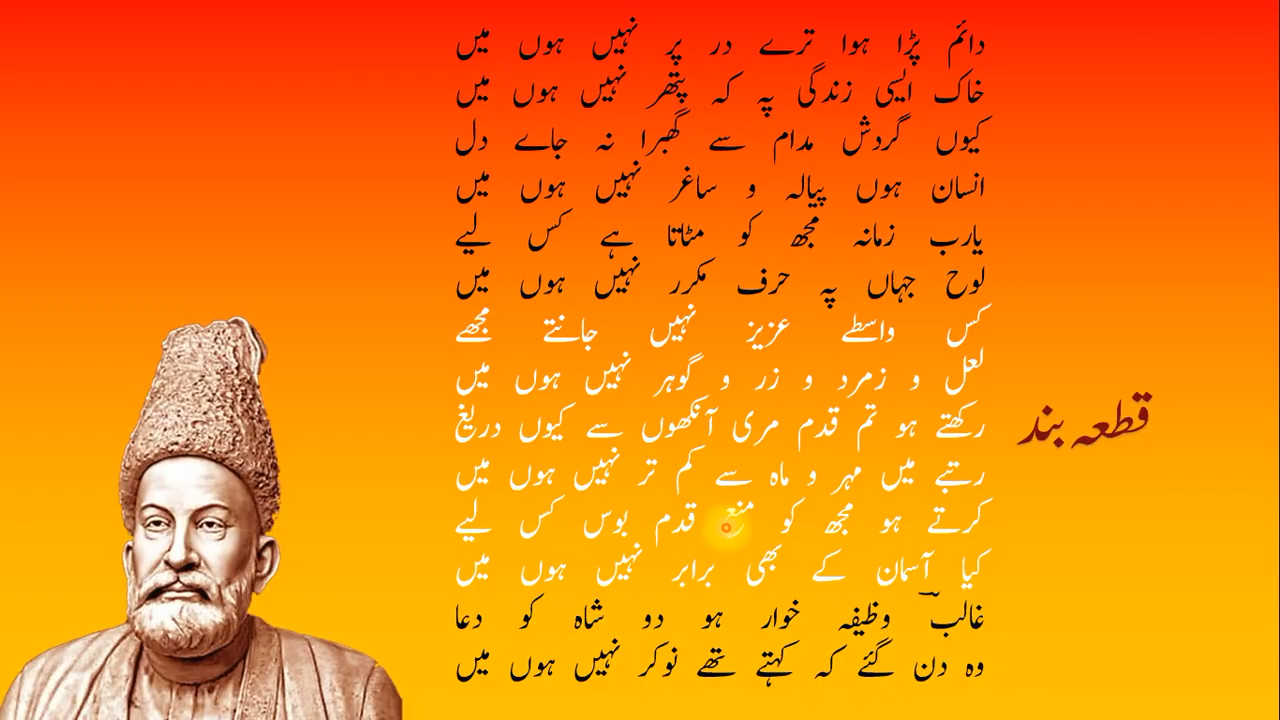 دائم پڑا ہوا ترے در پر نہیں ہوں میں
خاک ایسی زندگی پہ کہ پتھر نہیں ہوں میں
کیوں گردش مدام سے گھبرا نہ جاے دل
انسان ہوں پیالہ و ساغر نہیں ہوں میں
یارب زمانہ مجھ کو مٹاتا ہے کس لیے
لوح جہاں پہ حرف مکرر نہیں ہوں میں
کس واسطے عزیز نہیں جانتے مجھے
لعل و زمرد و زر و گوہر نہیں ہوں میں
رکھتے ہو تم قدم مری آنکھوں سے کیوں دریغ
رتبے میں مہر و ماہ سے کم تر نہیں ہوں میں
کرتے ہو مجھ کو منع قدم بوس کس لیے
کیا آسمان کے بھی برابر نہیں ہوں میں
غالبؔ وظیفہ خوار ہو دو شاہ کو دعا
وہ دن گئے کہ کہتے تھے نوکر نہیں ہوں میں
قطعہ بند